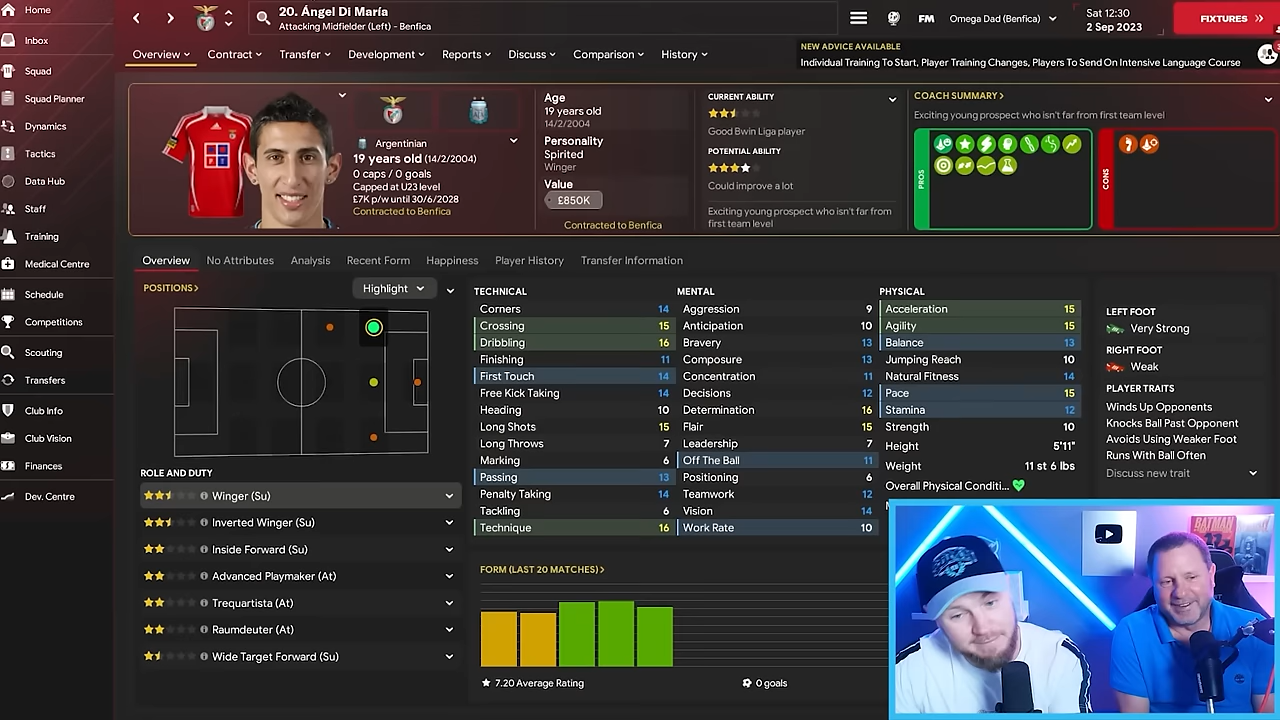 Home
Inbox
Squad
Squad Planner
Dynamics
Tactics
Data Hub
Staff
Training
Medical Centre
Schedule
Competitions
Scouting
Transfers
Club Info
Club Vision
Finances
Dev. Centre
20. Ángel Di María
Attacking Midfielder (Left) - Benfica
FM
Omega Dad (Benfica)
Sat 12:30
2 Sep 2023
FIXTURES
Overview
Contract
Transfer
Development
Reports
Discuss
Comparison
History
NEW ADVICE AVAILABLE
Individual Training To Start, Player Training Changes, Players To Send On Intensive Language Course
Argentinian
19 years old (14/2/2004)
0 caps / 0 goals
Capped at U23 level
£7K p/w until 30/6/2028
Contracted to Benfica
Age
19 years old
14/2/2004
Personality
Spirited
Winger
Value
£850K
Contracted to Benfica
CURRENT ABILITY
Good Bwin Liga player
POTENTIAL ABILITY
Could improve a lot
Exciting young prospect who isn't far from
first team level
COACH SUMMARY >
Exciting young prospect who isn't far from first team level
PROS
CONS
Overview
No Attributes
Analysis
Recent Form
Happiness
Player History
Transfer Information
POSITIONS >
Highlight
ROLE AND DUTY
Winger (Su)
Inverted Winger (Su)
Inside Forward (Su)
Advanced Playmaker (At)
Trequartista (At)
Raumdeuter (At)
Wide Target Forward (Su)
TECHNICAL
Corners 14
Crossing 15
Dribbling 16
Finishing 11
First Touch 14
Free Kick Taking 14
Heading 10
Long Shots 15
Long Throws 7
Marking 6
Passing 13
Penalty Taking 14
Tackling 6
Technique 16
MENTAL
Aggression 9
Anticipation 10
Bravery 13
Composure 13
Concentration 11
Decisions 12
Determination 16
Flair 15
Leadership 7
Off The Ball 11
Positioning 6
Teamwork 12
Vision 14
Work Rate 10
PHYSICAL
Acceleration 15
Agility 15
Balance 13
Jumping Reach 10
Natural Fitness 14
Pace 15
Stamina 12
Strength 10
Height 5'11"
Weight 11 st 6 lbs
Overall Physical Conditi...
LEFT FOOT
Very Strong
RIGHT FOOT
Weak
PLAYER TRAITS
Winds Up Opponents
Knocks Ball Past Opponent
Avoids Using Weaker Foot
Runs With Ball Often
Discuss new trait
FORM (LAST 20 MATCHES) >
7.20 Average Rating
0 goals
BATMAN